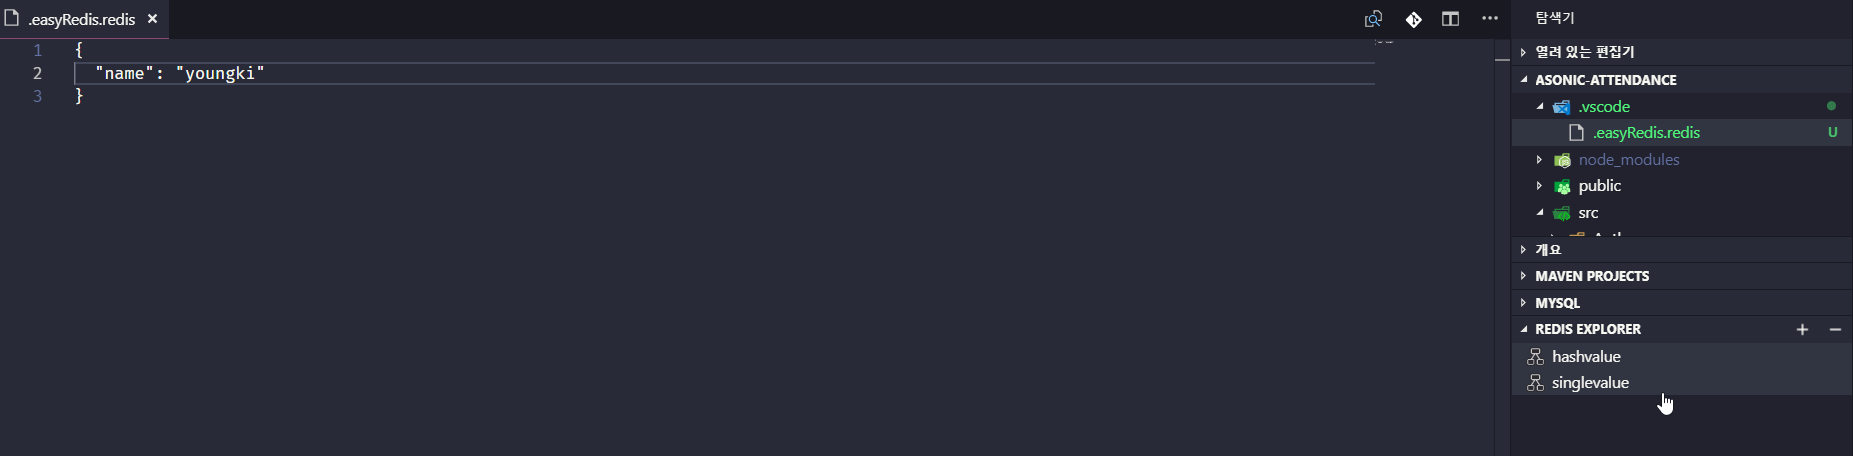 .easyRedis.redis
1 {
2 "name": "youngki"
3 }
탐색기
열려 있는 편집기
ASONIC-ATTENDANCE
.vscode
.easyRedis.redis U
node_modules
public
src
개요
MAVEN PROJECTS
MYSQL
REDIS EXPLORER
hashvalue
singlevalue